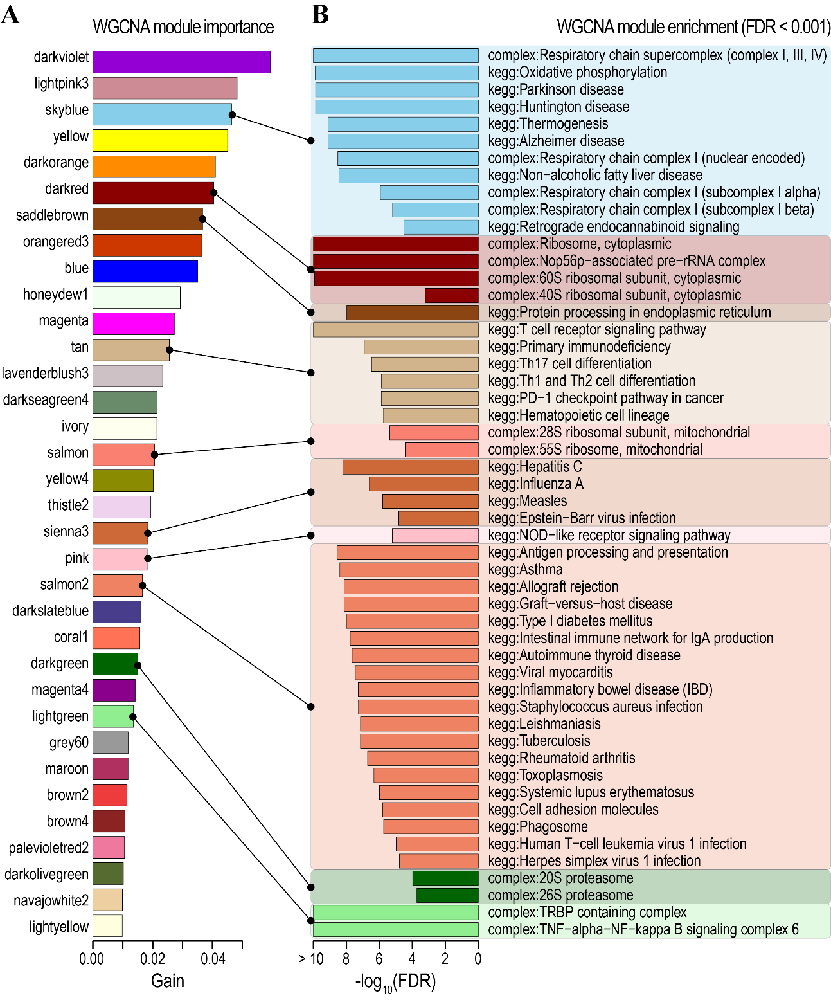 A
WGCNA module importance
darkviolet
lightpink3
skyblue
yellow
darkorange
darkred
saddlebrown
orangered3
blue
honeydew1
magenta
tan
lavenderblush3
darkseagreen4
ivory
salmon
yellow4
thistle2
sienna3
pink
salmon2
darkslateblue
coral1
darkgreen
magenta4
lightgreen
grey60
maroon
brown2
brown4
palevioletred2
darkolivegreen
navajowhite2
lightyellow
0.00 0.02 0.04
Gain
B
WGCNA module enrichment (FDR < 0.001)
complex:Respiratory chain supercomplex (complex I, III, IV)
kegg:Oxidative phosphorylation
kegg:Parkinson disease
kegg:Huntington disease
kegg:Thermogenesis
kegg:Alzheimer disease
complex:Respiratory chain complex I (nuclear encoded)
kegg:Non−alcoholic fatty liver disease
complex:Respiratory chain complex I (subcomplex I alpha)
complex:Respiratory chain complex I (subcomplex I beta)
kegg:Retrograde endocannabinoid signaling
complex:Ribosome, cytoplasmic
complex:Nop56p−associated pre−rRNA complex
complex:60S ribosomal subunit, cytoplasmic
complex:40S ribosomal subunit, cytoplasmic
kegg:Protein processing in endoplasmic reticulum
kegg:T cell receptor signaling pathway
kegg:Primary immunodeficiency
kegg:Th17 cell differentiation
kegg:Th1 and Th2 cell differentiation
kegg:PD−1 checkpoint pathway in cancer
kegg:Hematopoietic cell lineage
complex:28S ribosomal subunit, mitochondrial
complex:55S ribosome, mitochondrial
kegg:Hepatitis C
kegg:Influenza A
kegg:Measles
kegg:Epstein−Barr virus infection
kegg:NOD−like receptor signaling pathway
kegg:Antigen processing and presentation
kegg:Asthma
kegg:Allograft rejection
kegg:Graft−versus−host disease
kegg:Type I diabetes mellitus
kegg:Intestinal immune network for IgA production
kegg:Autoimmune thyroid disease
kegg:Viral myocarditis
kegg:Inflammatory bowel disease (IBD)
kegg:Staphylococcus aureus infection
kegg:Leishmaniasis
kegg:Tuberculosis
kegg:Rheumatoid arthritis
kegg:Toxoplasmosis
kegg:Systemic lupus erythematosus
kegg:Cell adhesion molecules
kegg:Phagosome
kegg:Human T−cell leukemia virus 1 infection
kegg:Herpes simplex virus 1 infection
complex:20S proteasome
complex:26S proteasome
complex:TRBP containing complex
complex:TNF−alpha−NF−kappa B signaling complex 6
> 10 8 6 4 2 0
-log10(FDR)